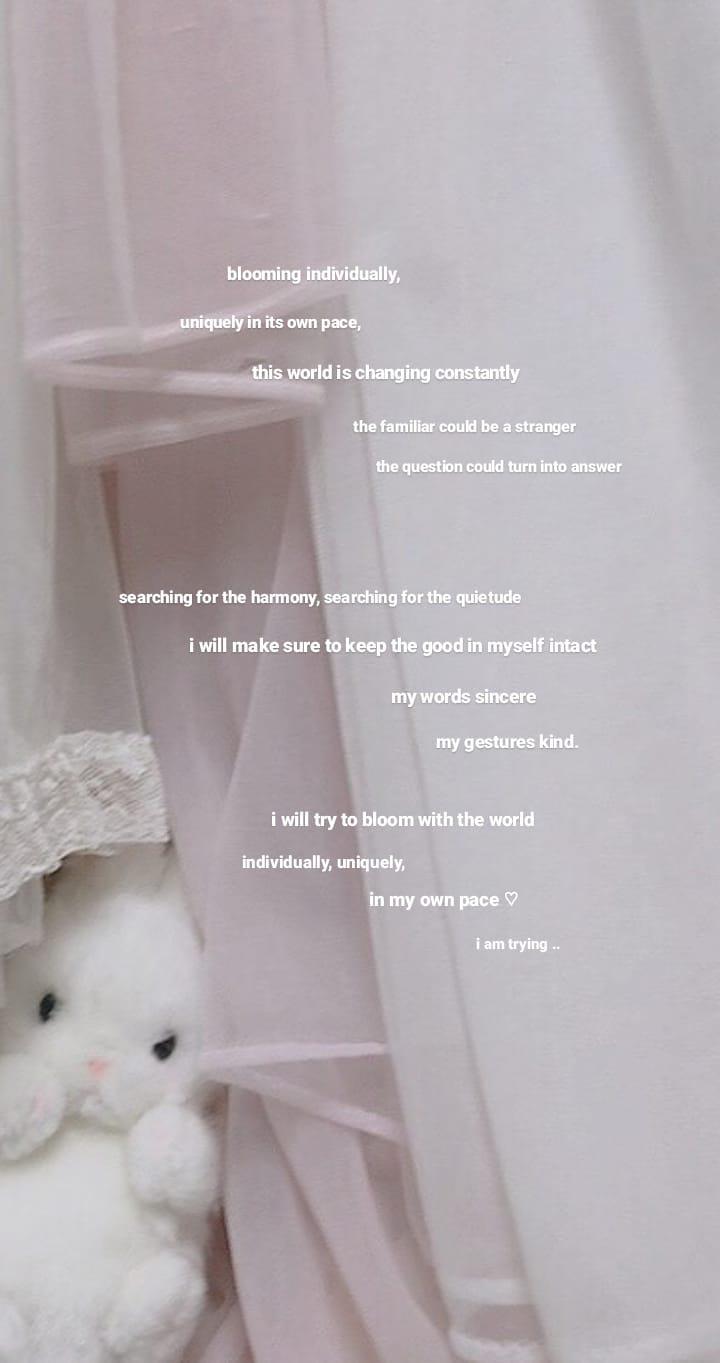 blooming individually,
uniquely in its own pace,
this world is changing constantly
the familiar could be a stranger
the question could turn into answer
searching for the harmony, searching for the quietude
i will make sure to keep the good in myself intact
my words sincere
my gestures kind.
i will try to bloom with the world
individually, uniquely,
in my own pace ♡
i am trying ..